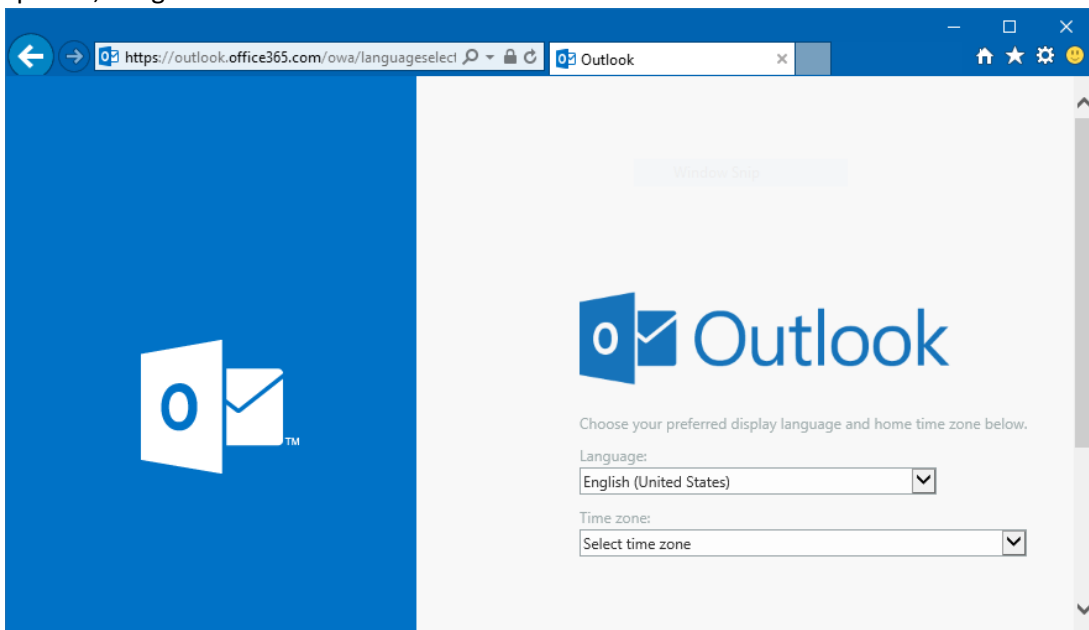 https://outlook.office365.com/owa/languageselect
Outlook
Window Snip
O
TM
O
Outlook
Choose your preferred display language and home time zone below.
Language:
English (United States)
Time zone:
Select time zone